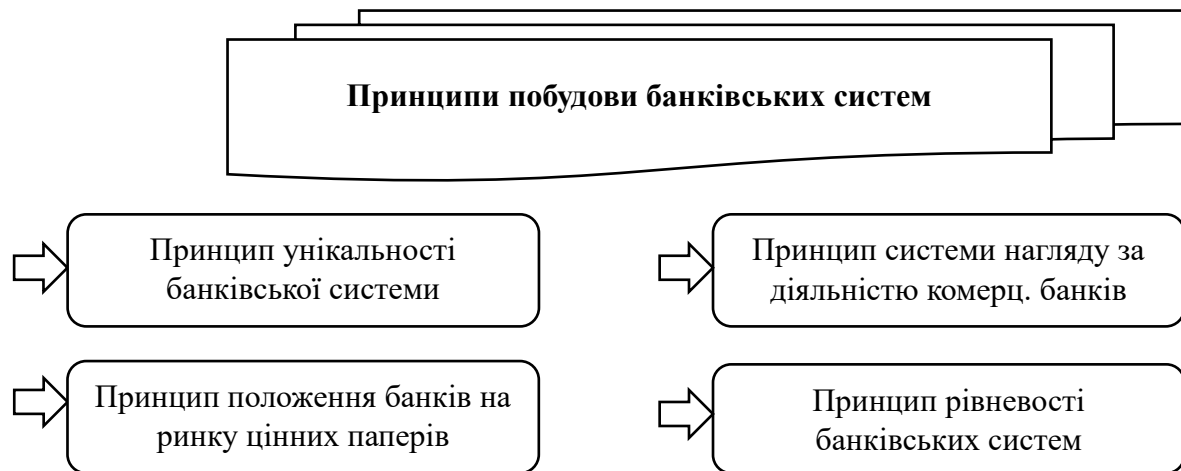 Принципи побудови банківських систем
Принцип унікальності
банківської системи
Принцип системи нагляду за
діяльністю комерц. банків
Принцип положення банків на
ринку цінних паперів
Принцип рівневості
банківських систем